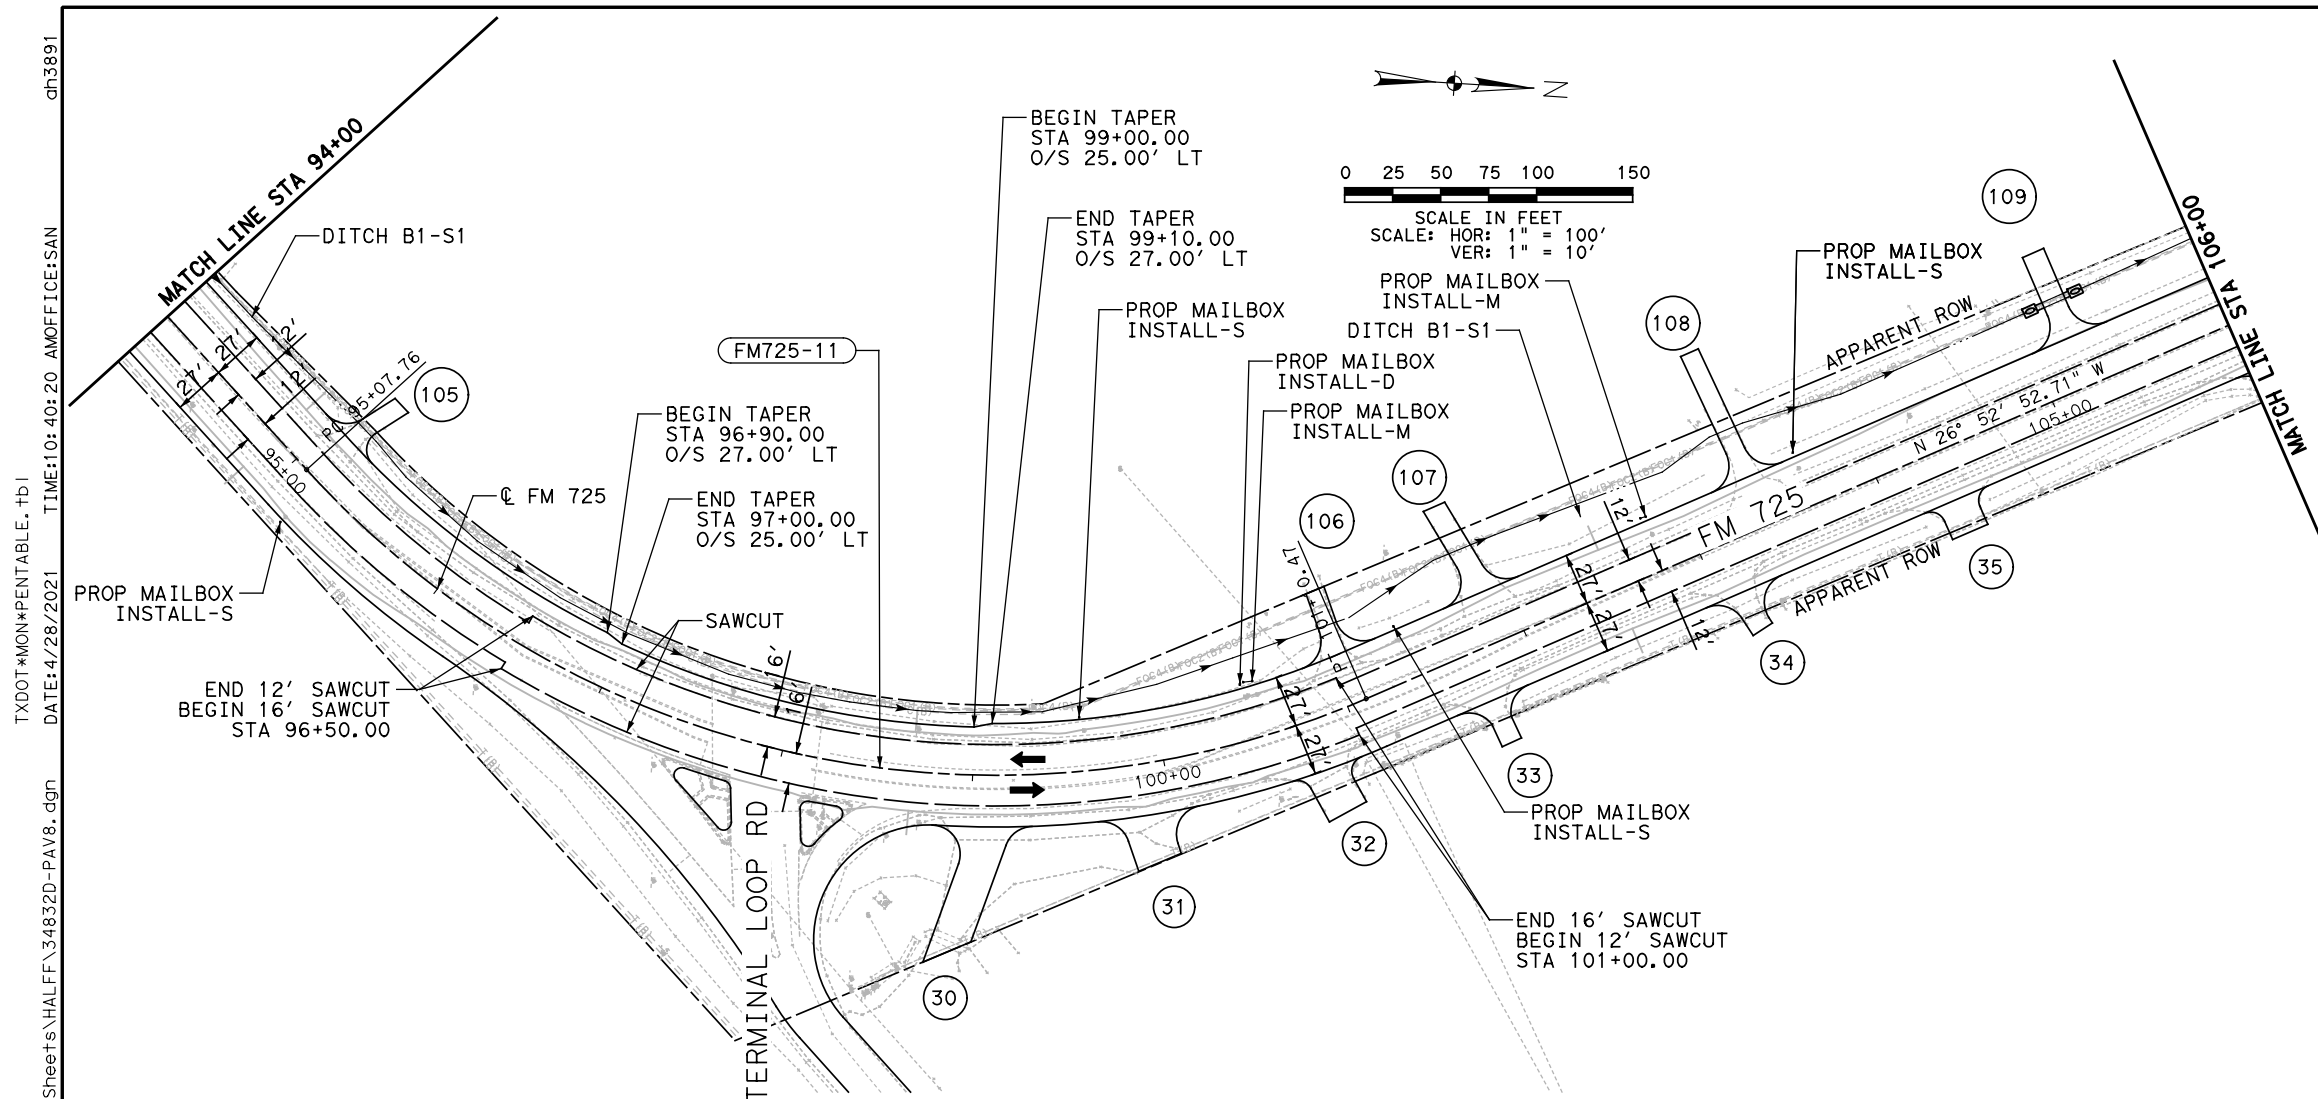 ah3891
TIME:10:40:20 AM OFFICE:SAN
DATE:4/28/2021
TXDOT*MON*PENTABLE.tbl
Sheets\HALFF\34832D-PAV8.dgn
MATCH LINE STA 94+00
DITCH B1-S1
27'
27'
12'
12'
PC 95+07.76
105
95+00
PROP MAILBOX
INSTALL-S
℄ FM 725
BEGIN TAPER
STA 96+90.00
O/S 27.00' LT
END TAPER
STA 97+00.00
O/S 25.00' LT
SAWCUT
END 12' SAWCUT
BEGIN 16' SAWCUT
STA 96+50.00
FM725-11
16'
16'
BEGIN TAPER
STA 99+00.00
O/S 25.00' LT
END TAPER
STA 99+10.00
O/S 27.00' LT
PROP MAILBOX
INSTALL-S
PROP MAILBOX
INSTALL-D
PROP MAILBOX
INSTALL-M
N
0 25 50 75 100 150
SCALE IN FEET
SCALE: HOR: 1" = 100'
VER: 1" = 10'
PROP MAILBOX
INSTALL-M
DITCH B1-S1
PROP MAILBOX
INSTALL-S
106
107
108
109
APPARENT ROW
N 26° 52' 52.71" W
105+00
FM 725
MATCH LINE STA 106+00
MATCH LINE
12'
27'
27'
12'
27'
27'
100+00
APPARENT ROW
35
34
33
32
31
30
PROP MAILBOX
INSTALL-S
END 16' SAWCUT
BEGIN 12' SAWCUT
STA 101+00.00
TERMINAL LOOP RD